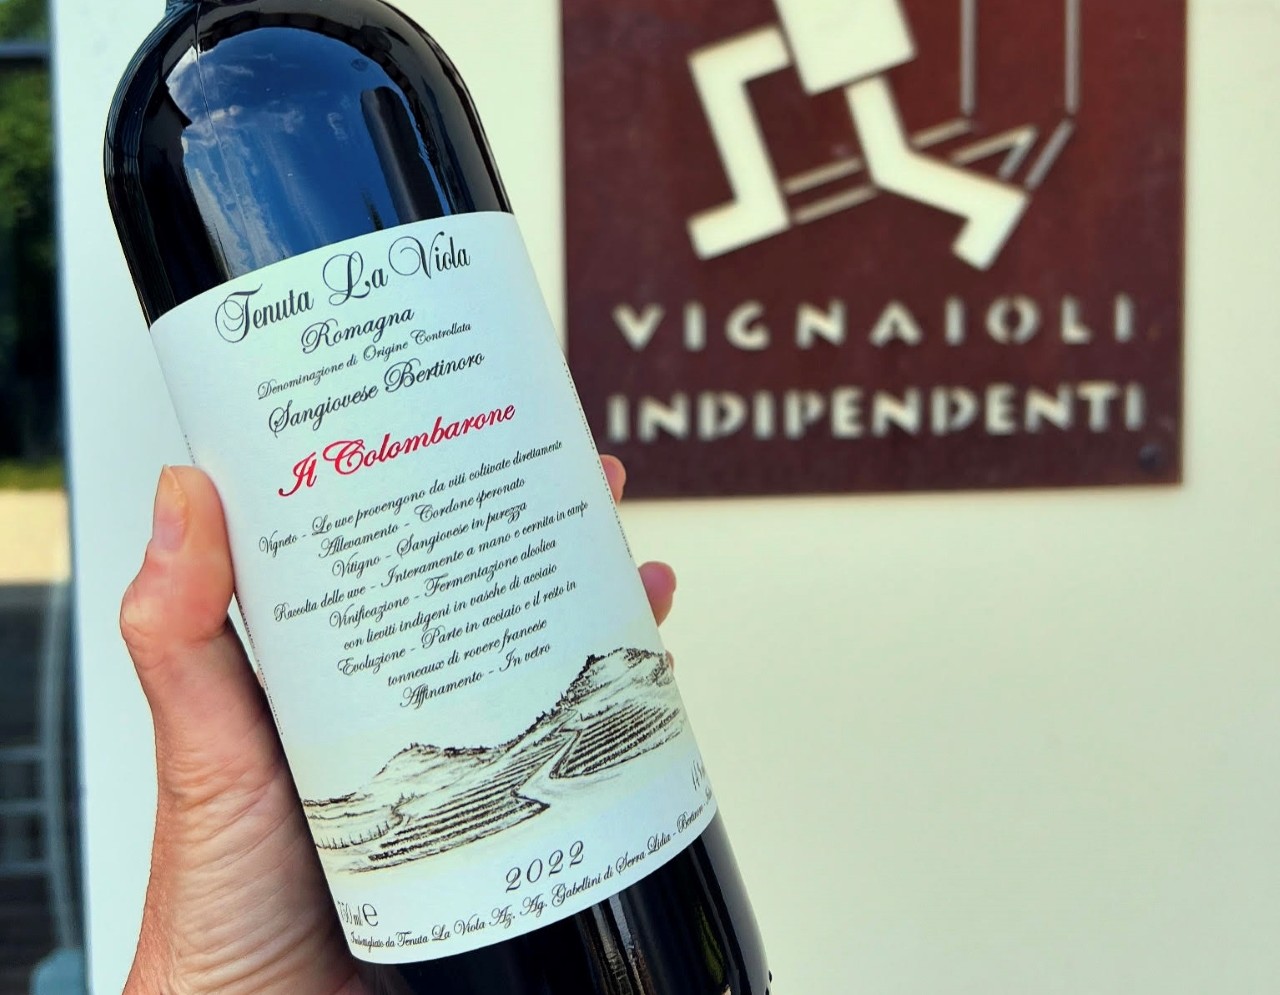 Tenuta La Viola
Romagna
Denominazione di Origine Controllata
Sangiovese Bertinoro
Il Colombarone
Vigneto - Le uve provengono da viti coltivate direttamente
Allevamento - Cordone speronato
Vitigno - Sangiovese in purezza
Raccolta delle uve - Interamente a mano e cernita in campo
Vinificazione - Fermentazione alcolica
con lieviti indigeni in vasche di acciaio
Evoluzione - Parte in acciaio e il resto in
tonneaux di rovere francese
Affinamento - In vetro
2022
750 ml e
Imbottigliato da Tenuta La Viola Az. Ag. Gabellini di Serra Lidia - Bertinoro -
VIGNAIOLI
INDIPENDENTI